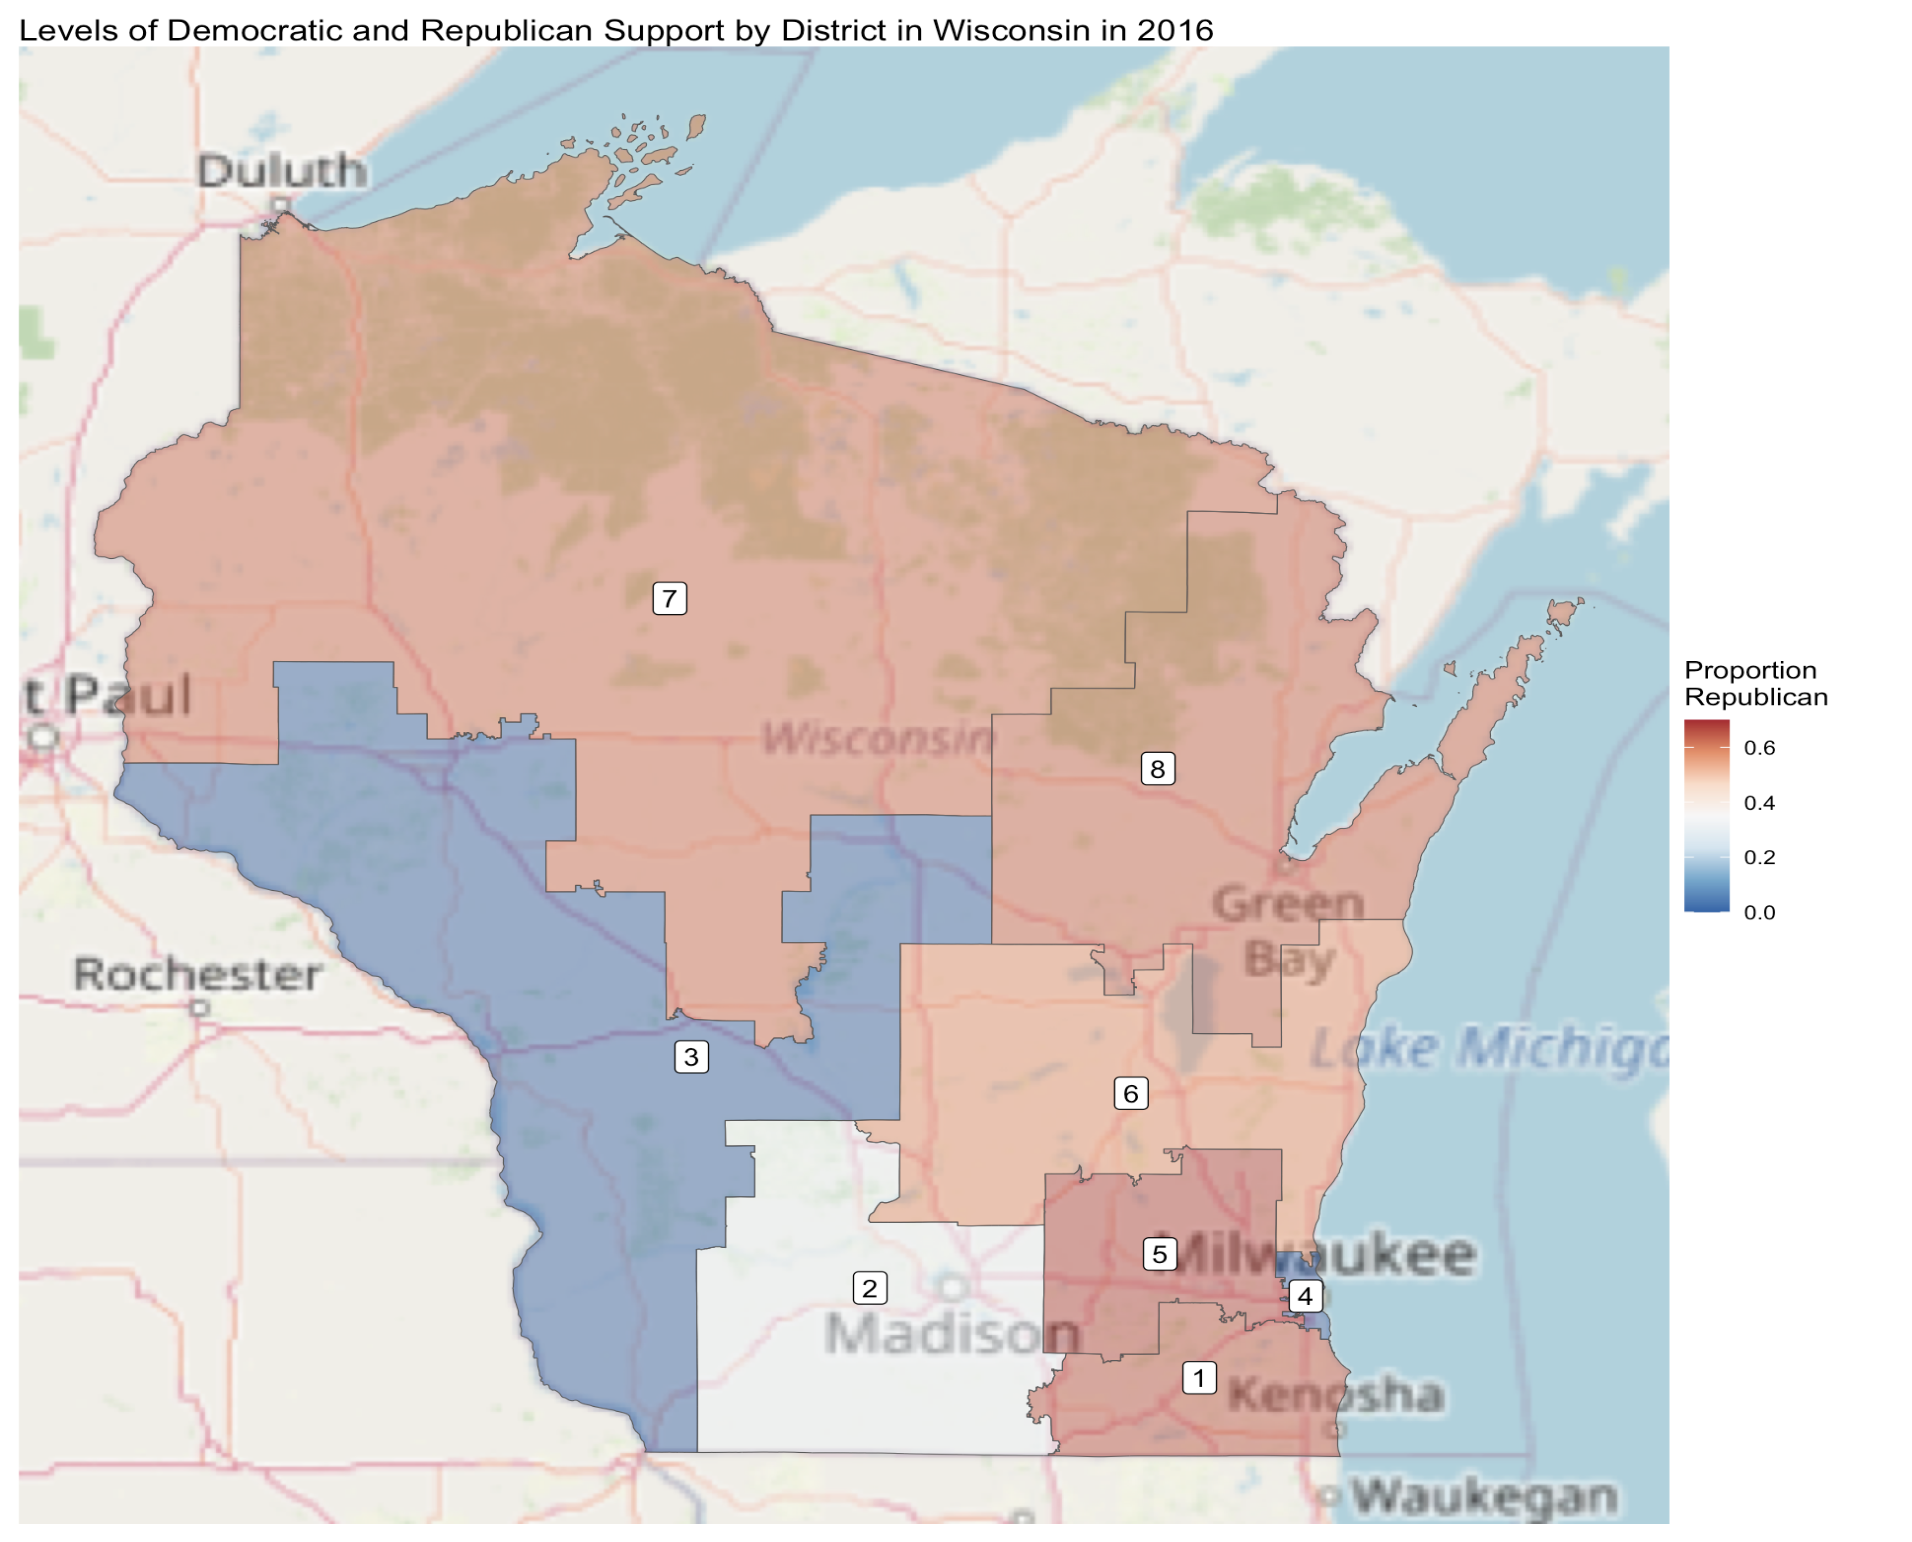 Levels of Democratic and Republican Support by District in Wisconsin in 2016
Duluth
7
t Paul
Wisconsin
8
Green
Bay
Rochester
3
Lake Michiga
6
5
Milwaukee
2
4
Madison
1
Kenosha
Waukegan
Proportion
Republican
0.6
0.4
0.2
0.0